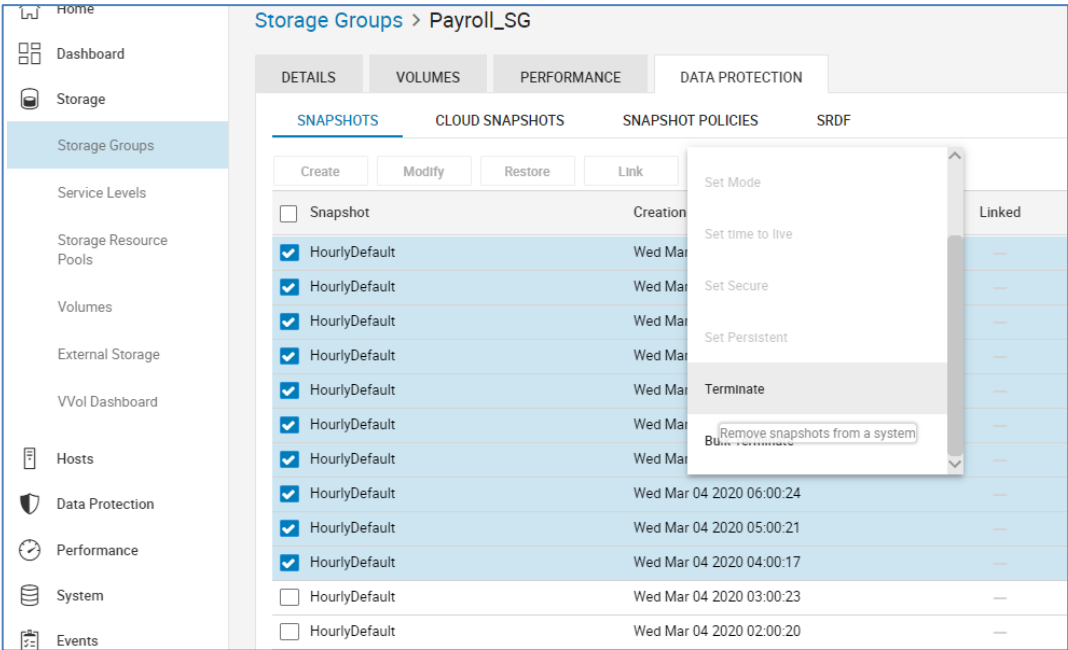 Home
Dashboard
Storage
Storage Groups
Service Levels
Storage Resource
Pools
Volumes
External Storage
VVol Dashboard
Hosts
Data Protection
Performance
System
Events
Storage Groups > Payroll_SG
DETAILS VOLUMES PERFORMANCE DATA PROTECTION
SNAPSHOTS CLOUD SNAPSHOTS SNAPSHOT POLICIES SRDF
Create Modify Restore Link
Snapshot Creation Linked
HourlyDefault Wed Mar
HourlyDefault Wed Mar
HourlyDefault Wed Mar
HourlyDefault Wed Mar
HourlyDefault Wed Mar
HourlyDefault Wed Mar
HourlyDefault Wed Mar
HourlyDefault Wed Mar 04 2020 06:00:24
HourlyDefault Wed Mar 04 2020 05:00:21
HourlyDefault Wed Mar 04 2020 04:00:17
HourlyDefault Wed Mar 04 2020 03:00:23
HourlyDefault Wed Mar 04 2020 02:00:20
Set Mode
Set time to live
Set Secure
Set Persistent
Terminate
Remove snapshots from a system